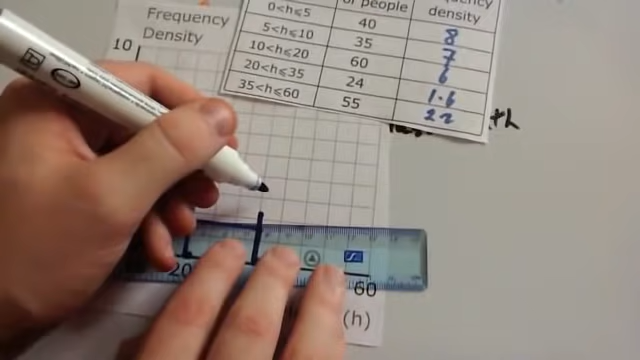 Frequency
Density
10
of people
density
0<h≤5 40 8
5<h≤10 35 7
10<h≤20 60 6
20<h≤35 24 1.6
35<h≤60 55 2.2
20
60
(h)